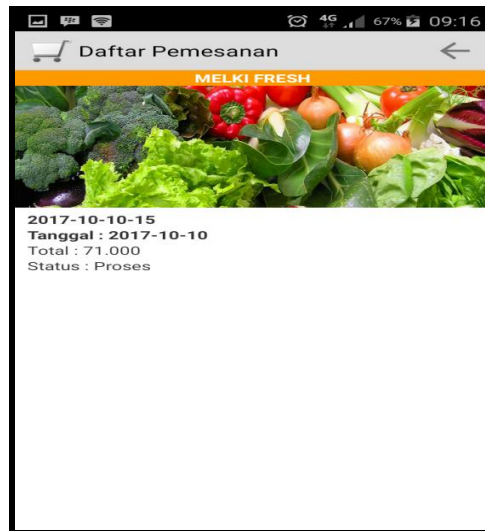 4G 67% 09:16
Daftar Pemesanan
MELKI FRESH
2017-10-10-15
Tanggal : 2017-10-10
Total : 71.000
Status : Proses